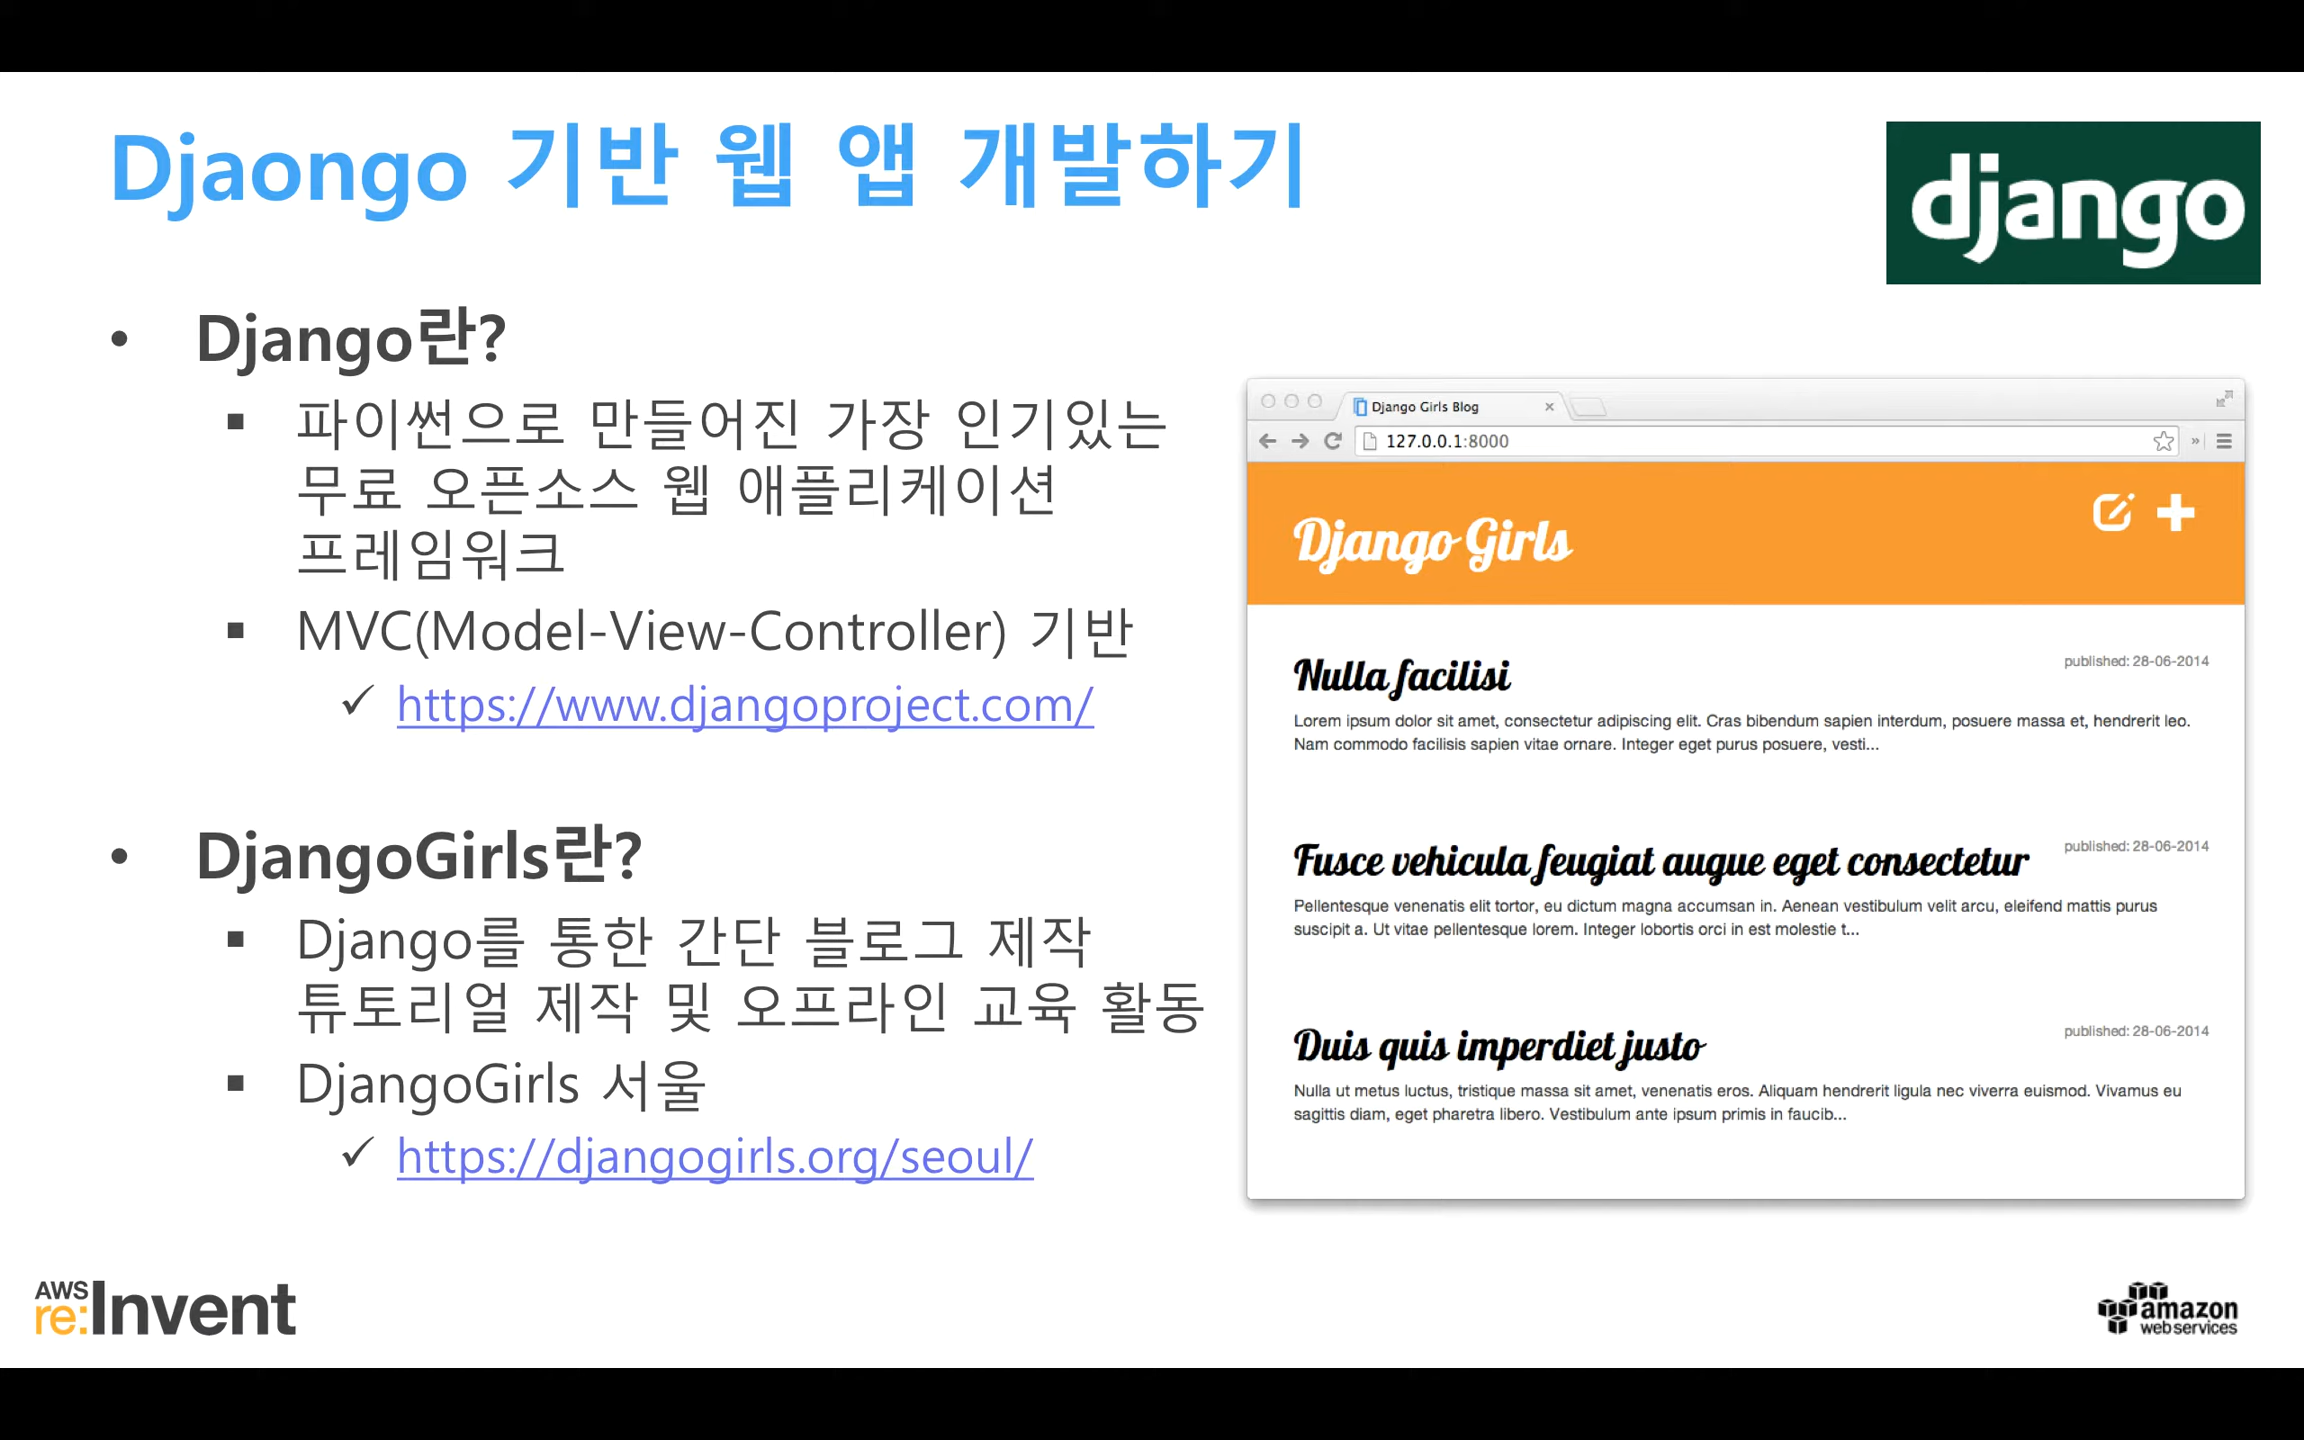 Djaongo 기반 웹 앱 개발하기
django
• Django란?
▪ 파이썬으로 만들어진 가장 인기있는
무료 오픈소스 웹 애플리케이션
프레임워크
▪ MVC(Model-View-Controller) 기반
✓ https://www.djangoproject.com/
• DjangoGirls란?
▪ Django를 통한 간단 블로그 제작
튜토리얼 제작 및 오프라인 교육 활동
▪ DjangoGirls 서울
✓ https://djangogirls.org/seoul/
Django Girls Blog
127.0.0.1:8000
Django Girls
Nulla facilisi
published: 28-06-2014
Lorem ipsum dolor sit amet, consectetur adipiscing elit. Cras bibendum sapien interdum, posuere massa et, hendrerit leo.
Nam commodo facilisis sapien vitae ornare. Integer eget purus posuere, vesti...
Fusce vehicula feugiat augue eget consectetur
published: 28-06-2014
Pellentesque venenatis elit tortor, eu dictum magna accumsan in. Aenean vestibulum velit arcu, eleifend mattis purus
suscipit a. Ut vitae pellentesque lorem. Integer lobortis orci in est molestie t...
Duis quis imperdiet justo
published: 28-06-2014
Nulla ut metus luctus, tristique massa sit amet, venenatis eros. Aliquam hendrerit ligula nec viverra euismod. Vivamus eu
sagittis diam, eget pharetra libero. Vestibulum ante ipsum primis in faucib...
AWS
re:Invent
amazon
webservices